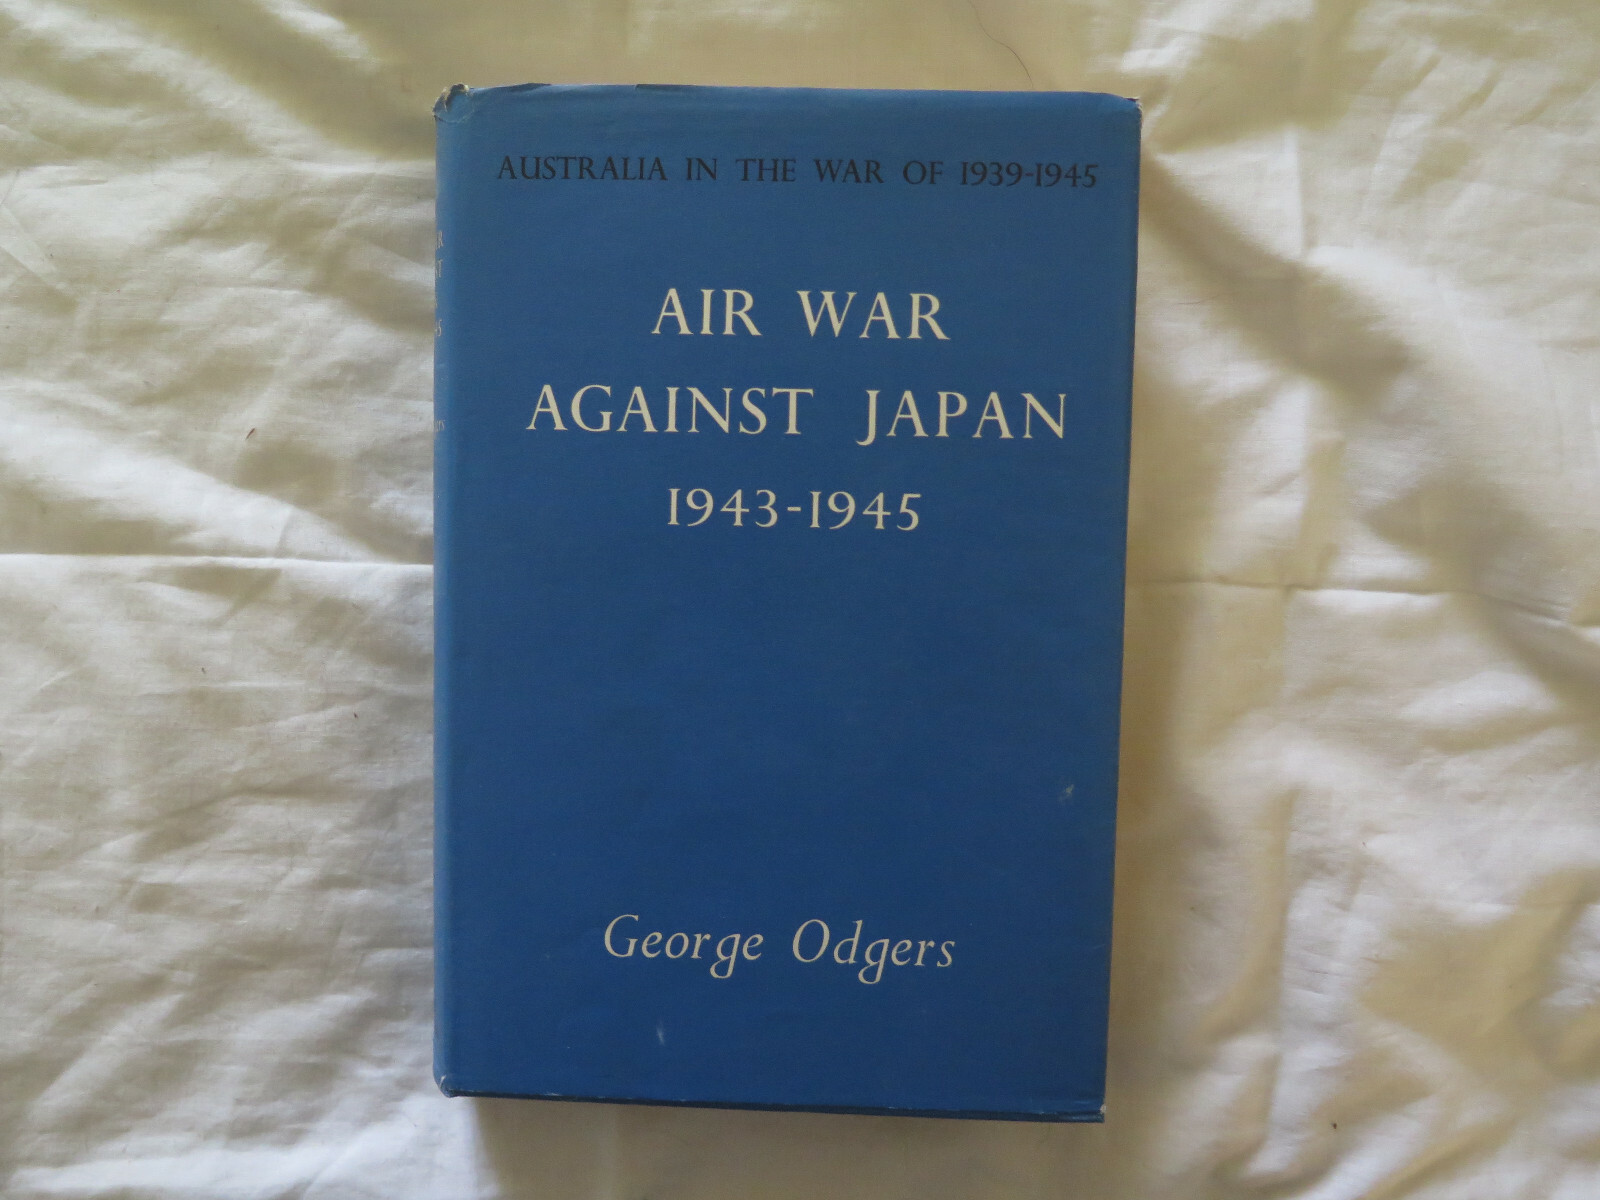 AUSTRALIA IN THE WAR OF 1939-1945
AIR WAR
AGAINST JAPAN
1943-1945
George Odgers